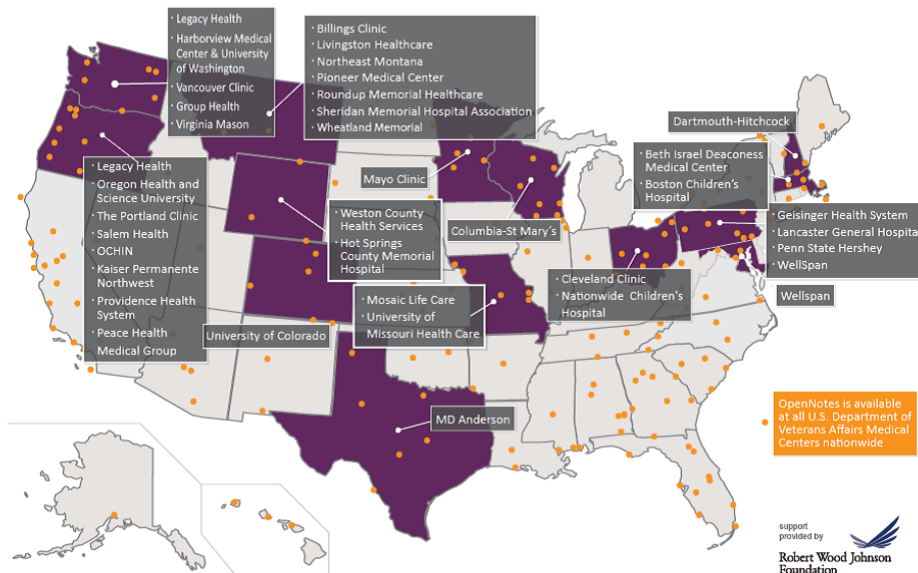 · Legacy Health
· Harborview Medical
Center & University
of Washington
· Vancouver Clinic
· Group Health
· Virginia Mason
· Billings Clinic
· Livingston Healthcare
· Northeast Montana
· Pioneer Medical Center
· Roundup Memorial Healthcare
· Sheridan Memorial Hospital Association
· Wheatland Memorial
Legacy Health
· Oregon Health and
Science University
· The Portland Clinic
· Salem Health
· OCHIN
· Kaiser Permanente
Northwest
· Providence Health
System
· Peace Health
Medical Group
Mayo Clinic
· Weston County
Health Services
· Hot Springs
County Memorial
Hospital
Columbia-St Mary's
· Mosaic Life Care
· University of
Missouri Health Care
University of Colorado
MD Anderson
· Cleveland Clinic
· Nationwide Children's
Hospital
Dartmouth-Hitchcock
· Beth Israel Deaconess
Medical Center
· Boston Children's
Hospital
· Geisinger Health System
· Lancaster General Hospital
· Penn State Hershey
· WellSpan
Wellspan
OpenNotes is available
at all U.S. Department of
Veterans Affairs Medical
Centers nationwide
support
provided by
Robert Wood Johnson
Foundation